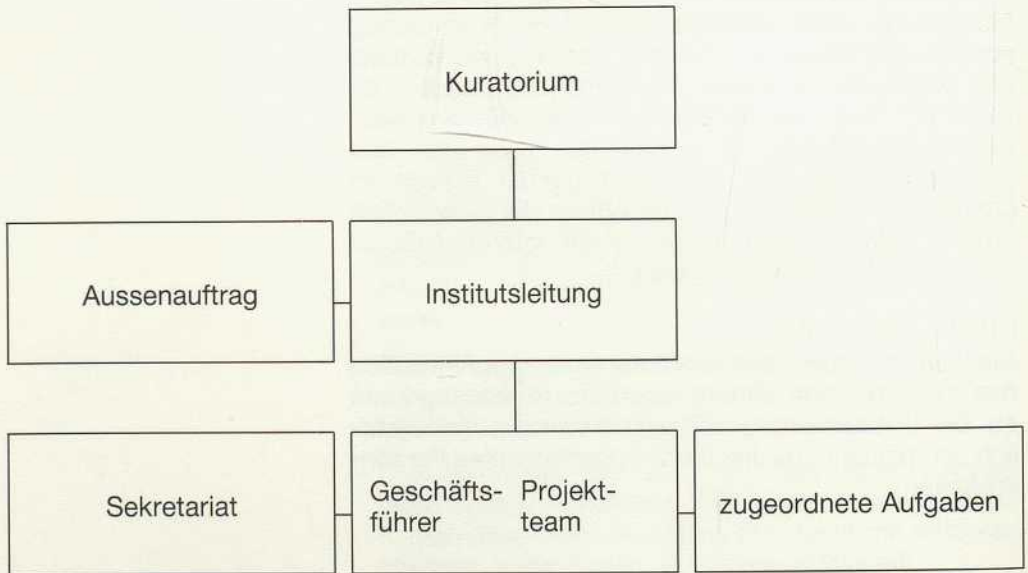 Kuratorium
Aussenauftrag
Institutsleitung
Sekretariat
Geschäfts- Projekt-
führer team
zugeordnete Aufgaben